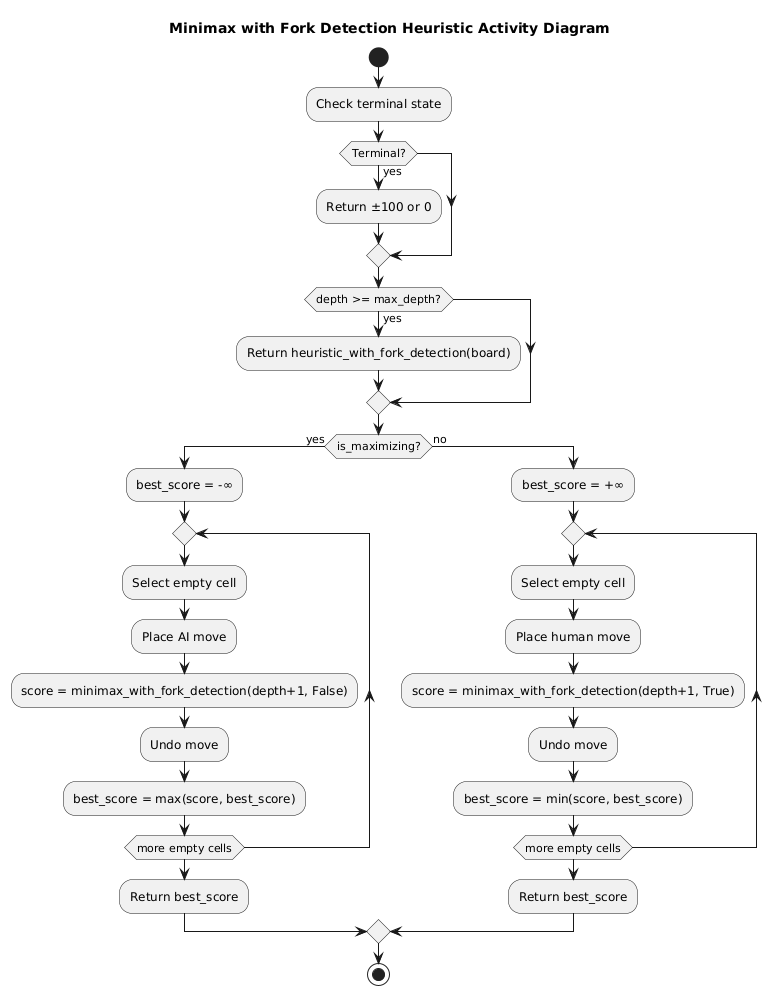 Minimax with Fork Detection Heuristic Activity Diagram
Check terminal state
Terminal?
yes
Return ±100 or 0
depth >= max_depth?
yes
Return heuristic_with_fork_detection(board)
is_maximizing?
yes
no
best_score = -∞
Select empty cell
Place AI move
score = minimax_with_fork_detection(depth+1, False)
Undo move
best_score = max(score, best_score)
more empty cells
Return best_score
best_score = +∞
Select empty cell
Place human move
score = minimax_with_fork_detection(depth+1, True)
Undo move
best_score = min(score, best_score)
more empty cells
Return best_score